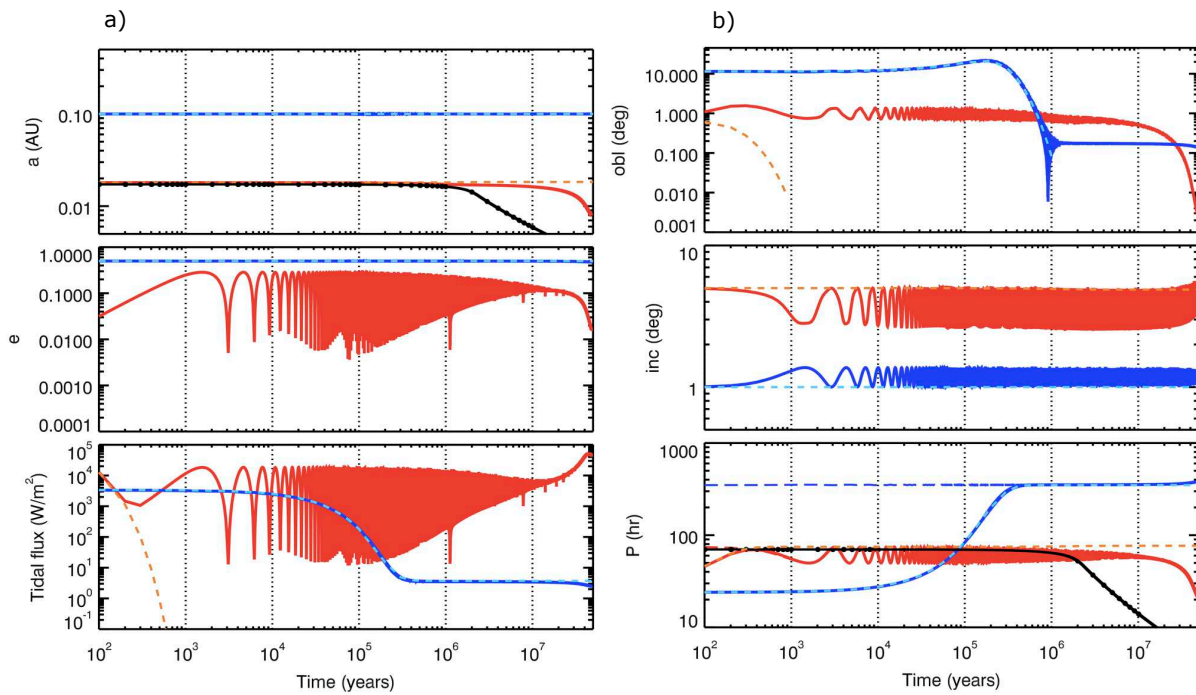 a)
a (AU)
0.10
0.01
e
1.0000
0.1000
0.0100
0.0010
0.0001
Tidal flux (W/m²)
10⁵
10⁴
10³
10²
10¹
10⁰
10⁻¹
10² 10³ 10⁴ 10⁵ 10⁶ 10⁷
Time (years)
b)
obl (deg)
10.000
1.000
0.100
0.010
0.001
inc (deg)
10
1
P (hr)
1000
100
10
10² 10³ 10⁴ 10⁵ 10⁶ 10⁷
Time (years)